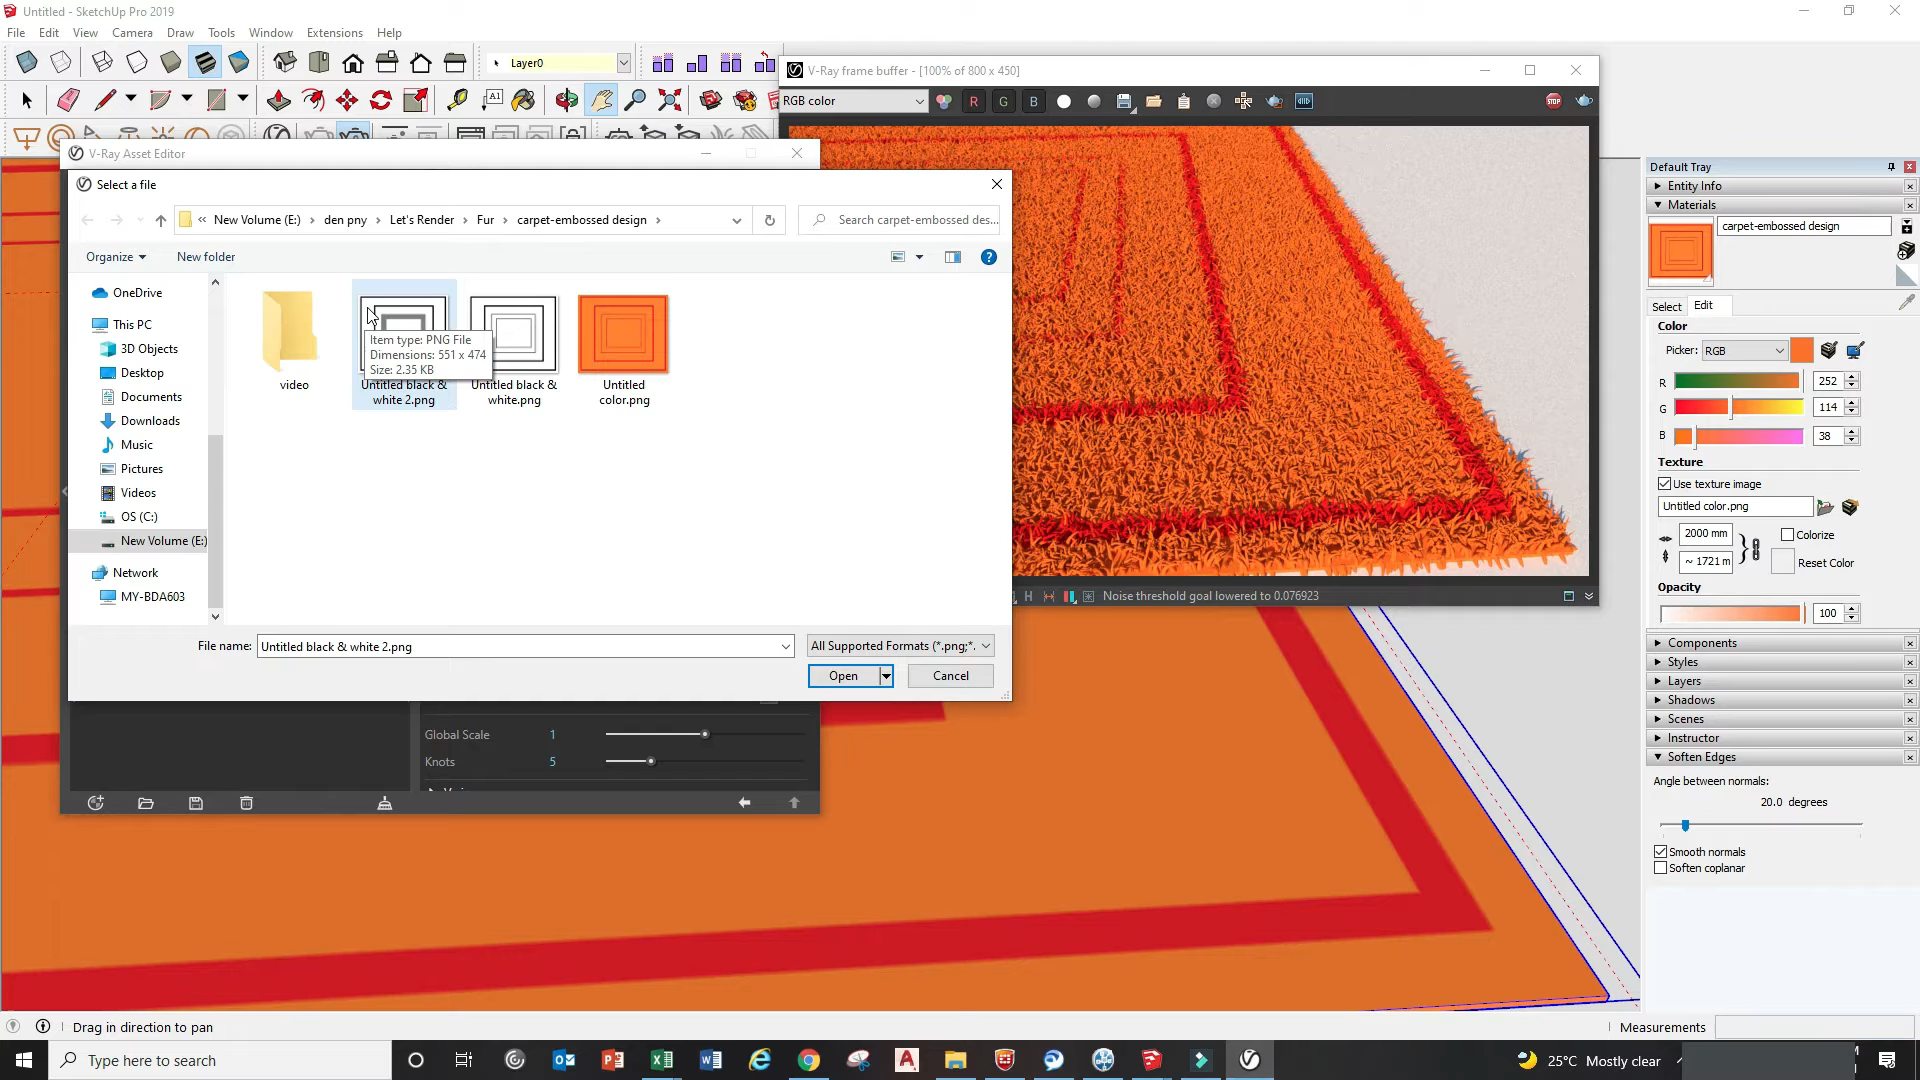 Untitled - SketchUp Pro 2019
File Edit View Camera Draw Tools Window Extensions Help
Layer0
A1
V-Ray frame buffer - [100% of 800 x 450]
RGB color
R G B
STOP
V-Ray Asset Editor
Select a file
« New Volume (E:) › den pny › Let's Render › Fur › carpet-embossed design ›
Search carpet-embossed des...
Organize
New folder
OneDrive
This PC
3D Objects
Desktop
Documents
Downloads
Music
Pictures
Videos
OS (C:)
New Volume (E:)
Network
MY-BDA603
video
Item type: PNG File
Dimensions: 551 x 474
Size: 2.35 KB
Untitled black &
white 2.png
Untitled black &
white.png
Untitled
color.png
File name: Untitled black & white 2.png
All Supported Formats (*.png;*.
Open
Cancel
H
Noise threshold goal lowered to 0.076923
Global Scale 1
Knots 5
Default Tray
Entity Info
Materials
carpet-embossed design
Select Edit
Color
Picker: RGB
R 252
G 114
B 38
Texture
Use texture image
Untitled color.png
2000 mm
Colorize
~ 1721 m
Reset Color
Opacity
100
Components
Styles
Layers
Shadows
Scenes
Instructor
Soften Edges
Angle between normals:
20.0 degrees
Smooth normals
Soften coplanar
Drag in direction to pan
Measurements
Type here to search
25°C Mostly clear